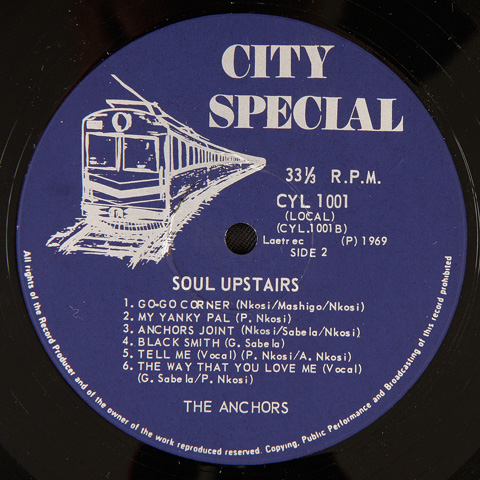 CITY
SPECIAL
33⅓ R.P.M.
CYL 1001
(LOCAL)
(CYL.1001B)
Laetrec (P) 1969
SIDE 2
SOUL UPSTAIRS
1. GO-GO CORNER (Nkosi/Mashigo/Nkosi)
2. MY YANKY PAL (P. Nkosi)
3. ANCHORS JOINT (Nkosi/Sabela/Nkosi)
4. BLACK SMITH (G. Sabela)
5. TELL ME (Vocal) (P. Nkosi/A. Nkosi)
6. THE WAY THAT YOU LOVE ME (Vocal)
(G. Sabela/P. Nkosi)
THE ANCHORS
All rights of the Record Producer and of the owner of the work reproduced reserved. Copying, Public Performance and Broadcasting of this record prohibited